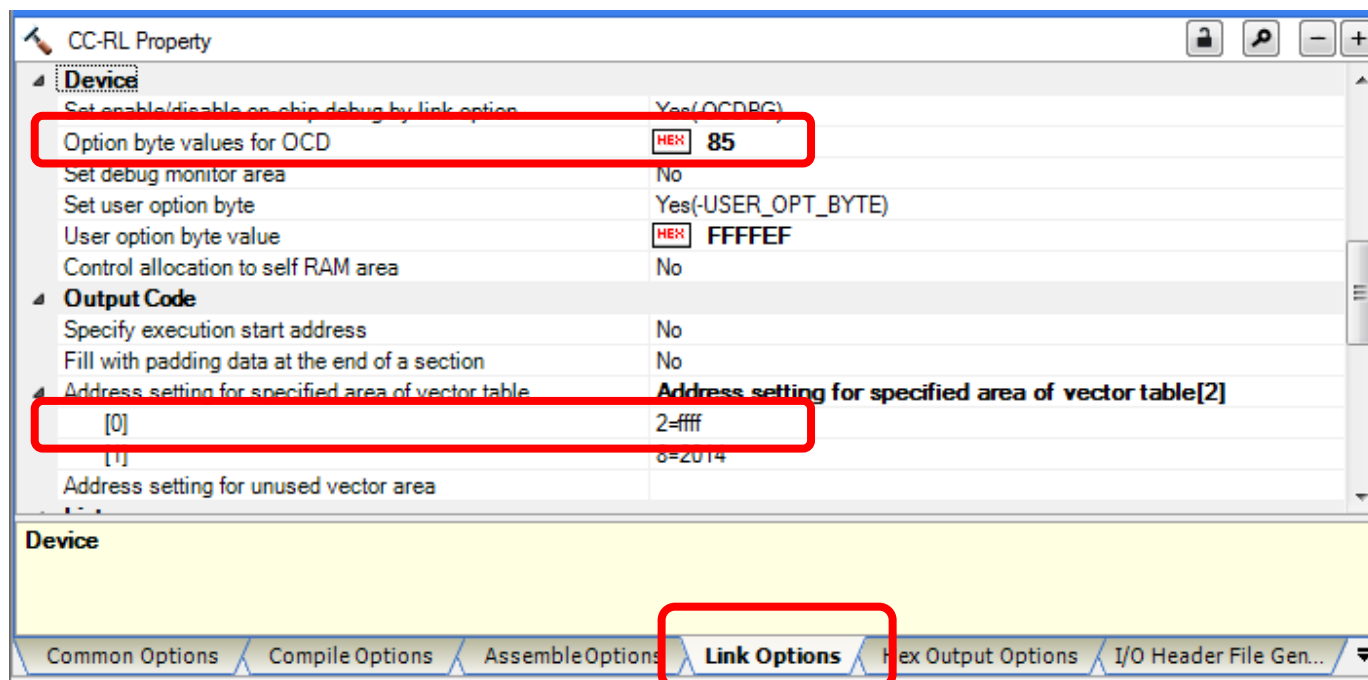 CC-RL Property
Device
Set enable/disable on-chip debug by link option Yes(-OCDBG)
Option byte values for OCD HEX 85
Set debug monitor area No
Set user option byte Yes(-USER_OPT_BYTE)
User option byte value HEX FFFFEF
Control allocation to self RAM area No
Output Code
Specify execution start address No
Fill with padding data at the end of a section No
Address setting for specified area of vector table Address setting for specified area of vector table[2]
[0] 2=ffff
[1] 8=2014
Address setting for unused vector area
Device
Common Options Compile Options Assemble Options Link Options Hex Output Options I/O Header File Gen...